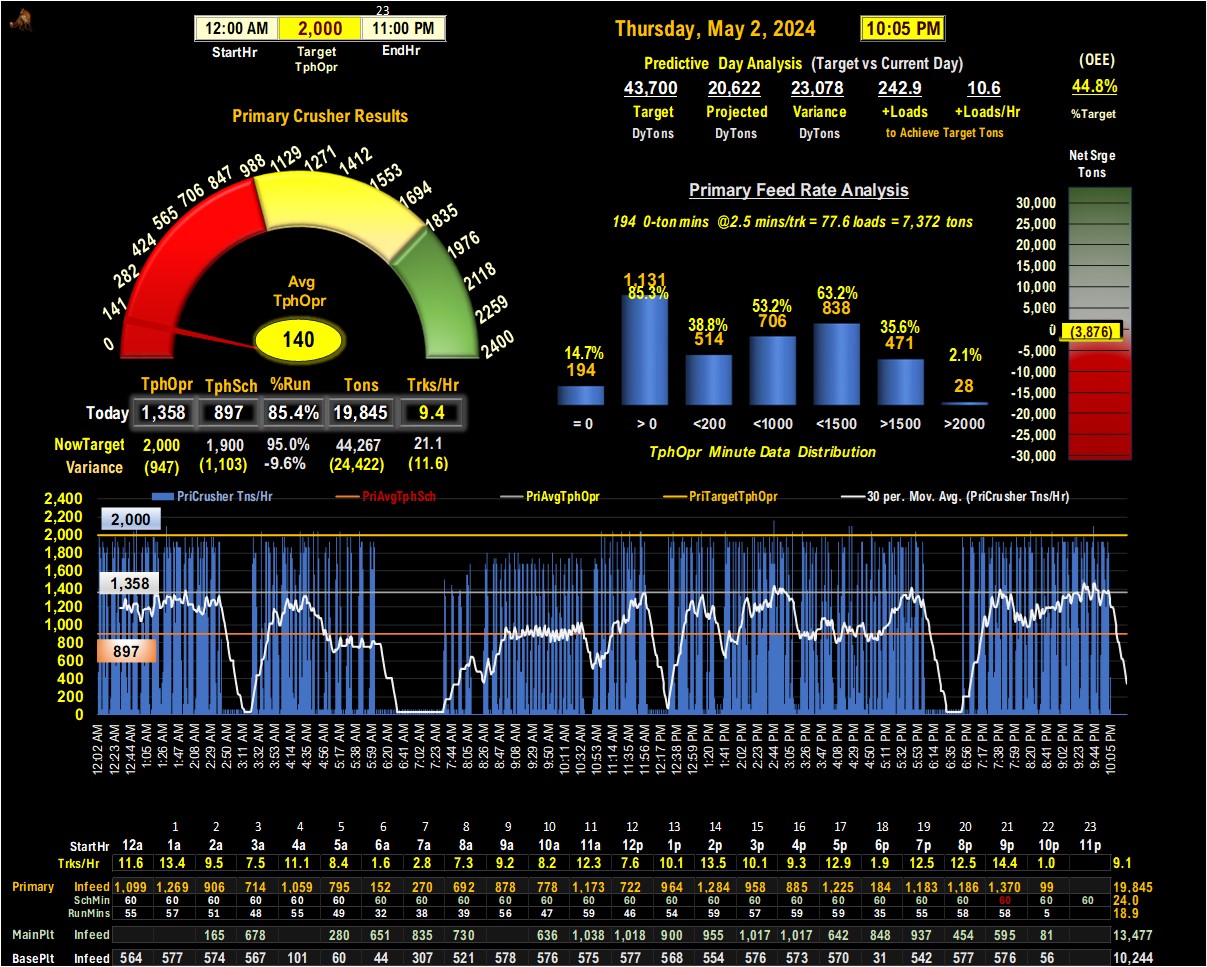 23
12:00 AM 2,000 11:00 PM
StartHr Target TphOpr EndHr
Thursday, May 2, 2024 10:05 PM
Predictive Day Analysis (Target vs Current Day)
43,700 20,622 23,078 242.9 10.6
Target Projected Variance +Loads +Loads/Hr
DyTons DyTons DyTons to Achieve Target Tons
(OEE)
44.8%
%Target
Primary Crusher Results
0 141 282 424 565 706 847 988 1129 1271 1412 1553 1694 1835 1976 2118 2259 2400
Avg
TphOpr
140
TphOpr TphSch %Run Tons Trks/Hr
Today 1,358 897 85.4% 19,845 9.4
NowTarget 2,000 1,900 95.0% 44,267 21.1
Variance (947) (1,103) -9.6% (24,422) (11.6)
Primary Feed Rate Analysis
194 0-ton mins @2.5 mins/trk = 77.6 loads = 7,372 tons
14.7% 85.3% 38.8% 53.2% 63.2% 35.6% 2.1%
194 1,131 514 706 838 471 28
= 0 > 0 <200 <1000 <1500 >1500 >2000
TphOpr Minute Data Distribution
Net Srge
Tons
30,000
25,000
20,000
15,000
10,000
5,000
0 (3,876)
-5,000
-10,000
-15,000
-20,000
-25,000
-30,000
PriCrusher Tns/Hr PriAvgTphSch PriAvgTphOpr PriTargetTphOpr 30 per. Mov. Avg. (PriCrusher Tns/Hr)
2,400
2,200
2,000
2,000
1,800
1,600
1,358
1,400
1,200
1,000
800
897
600
400
200
0
12:02 AM 12:23 AM 12:44 AM 1:05 AM 1:26 AM 1:47 AM 2:08 AM 2:29 AM 2:50 AM 3:11 AM 3:32 AM 3:53 AM 4:14 AM 4:35 AM 4:56 AM 5:17 AM 5:38 AM 5:59 AM 6:20 AM 6:41 AM 7:02 AM 7:23 AM 7:44 AM 8:05 AM 8:26 AM 8:47 AM 9:08 AM 9:29 AM 9:50 AM 10:11 AM 10:32 AM 10:53 AM 11:14 AM 11:35 AM 11:56 AM 12:17 PM 12:38 PM 12:59 PM 1:20 PM 1:41 PM 2:02 PM 2:23 PM 2:44 PM 3:05 PM 3:26 PM 3:47 PM 4:08 PM 4:29 PM 4:50 PM 5:11 PM 5:32 PM 5:53 PM 6:14 PM 6:35 PM 6:56 PM 7:17 PM 7:38 PM 7:59 PM 8:20 PM 8:41 PM 9:02 PM 9:23 PM 9:44 PM 10:05 PM
1 2 3 4 5 6 7 8 9 10 11 12 13 14 15 16 17 18 19 20 21 22 23
StartHr 12a 1a 2a 3a 4a 5a 6a 7a 8a 9a 10a 11a 12p 1p 2p 3p 4p 5p 6p 7p 8p 9p 10p 11p
Trks/Hr 11.6 13.4 9.5 7.5 11.1 8.4 1.6 2.8 7.3 9.2 8.2 12.3 7.6 10.1 13.5 10.1 9.3 12.9 1.9 12.5 12.5 14.4 1.0 9.1
Primary Infeed 1,099 1,269 906 714 1,059 795 152 270 692 878 778 1,173 722 964 1,284 958 885 1,225 184 1,183 1,186 1,370 99 19,845
SchMin 60 60 60 60 60 60 60 60 60 60 60 60 60 60 60 60 60 60 60 60 60 60 60 60 24.0
RunMins 55 57 51 48 55 49 32 38 39 56 47 59 46 54 59 57 59 59 35 55 58 58 5 18.9
MainPlt Infeed 165 678 280 651 835 730 636 1,038 1,018 900 955 1,017 1,017 642 848 937 454 595 81 13,477
BasePlt Infeed 564 577 574 567 101 60 44 307 521 578 576 575 577 568 554 576 573 570 31 542 577 576 56 10,244